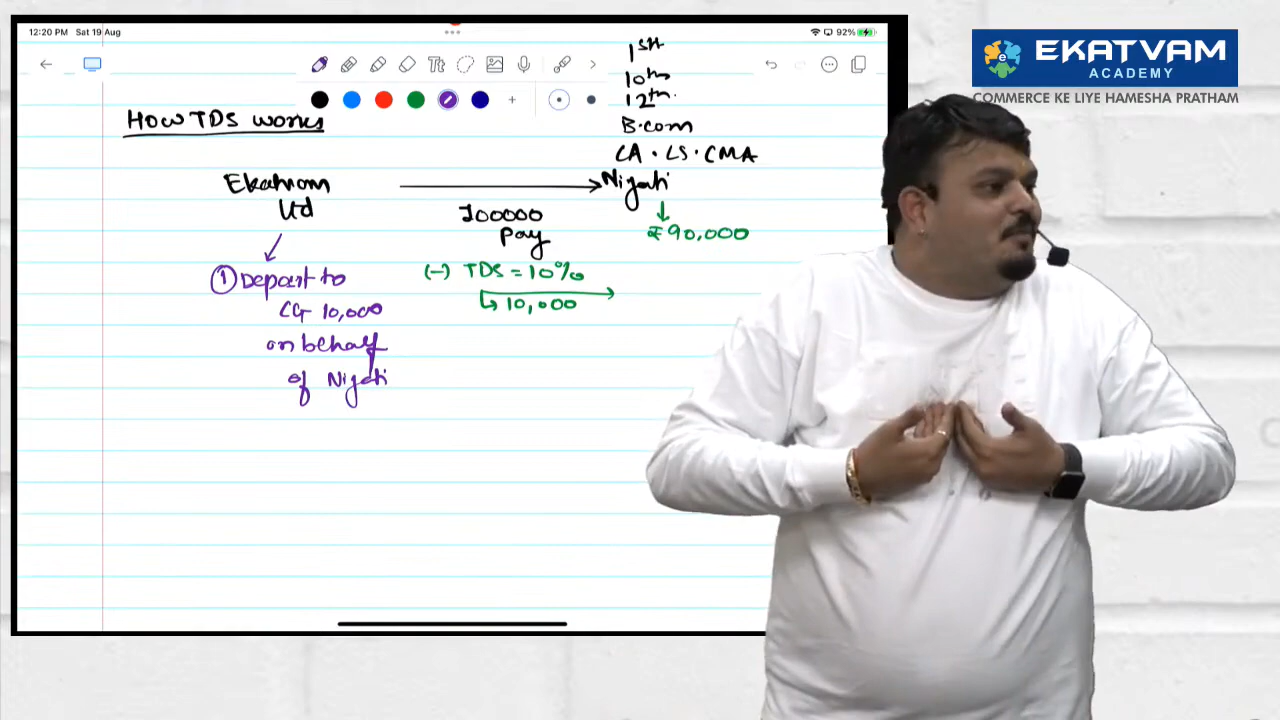 12:20 PM Sat 19 Aug
92%
EKATVAM
ACADEMY
COMMERCE KE LIYE HAMESHA PRATHAM
1st
10th
12th.
B.com
CA . CS . CMA
HOW TDS works
Ekatvam
Ltd
Niyati
100000
Pay
₹90,000
(-) TDS = 10%
10,000
① Deposit to
CG 10,000
on behalf
of Niyati